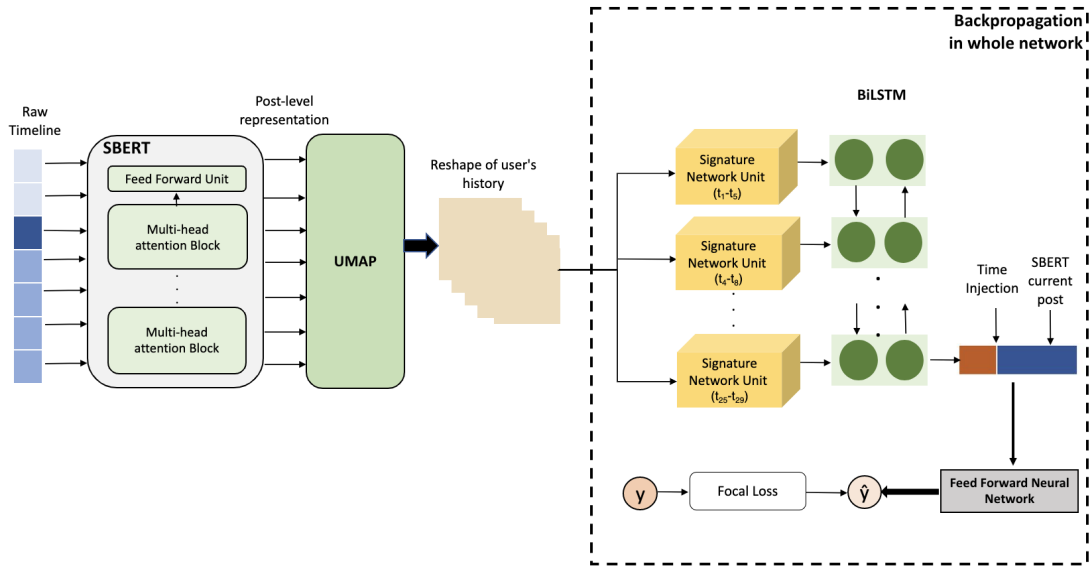 Backpropagation
in whole network
Raw
Timeline
SBERT
Feed Forward Unit
Multi-head
attention Block
Multi-head
attention Block
Post-level
representation
UMAP
Reshape of user's
history
BiLSTM
Signature
Network Unit
(t₁-t₅)
Signature
Network Unit
(t₄-t₈)
Signature
Network Unit
(t₂₅-t₂₉)
Time
Injection
SBERT
current
post
y
Focal Loss
ŷ
Feed Forward Neural
Network